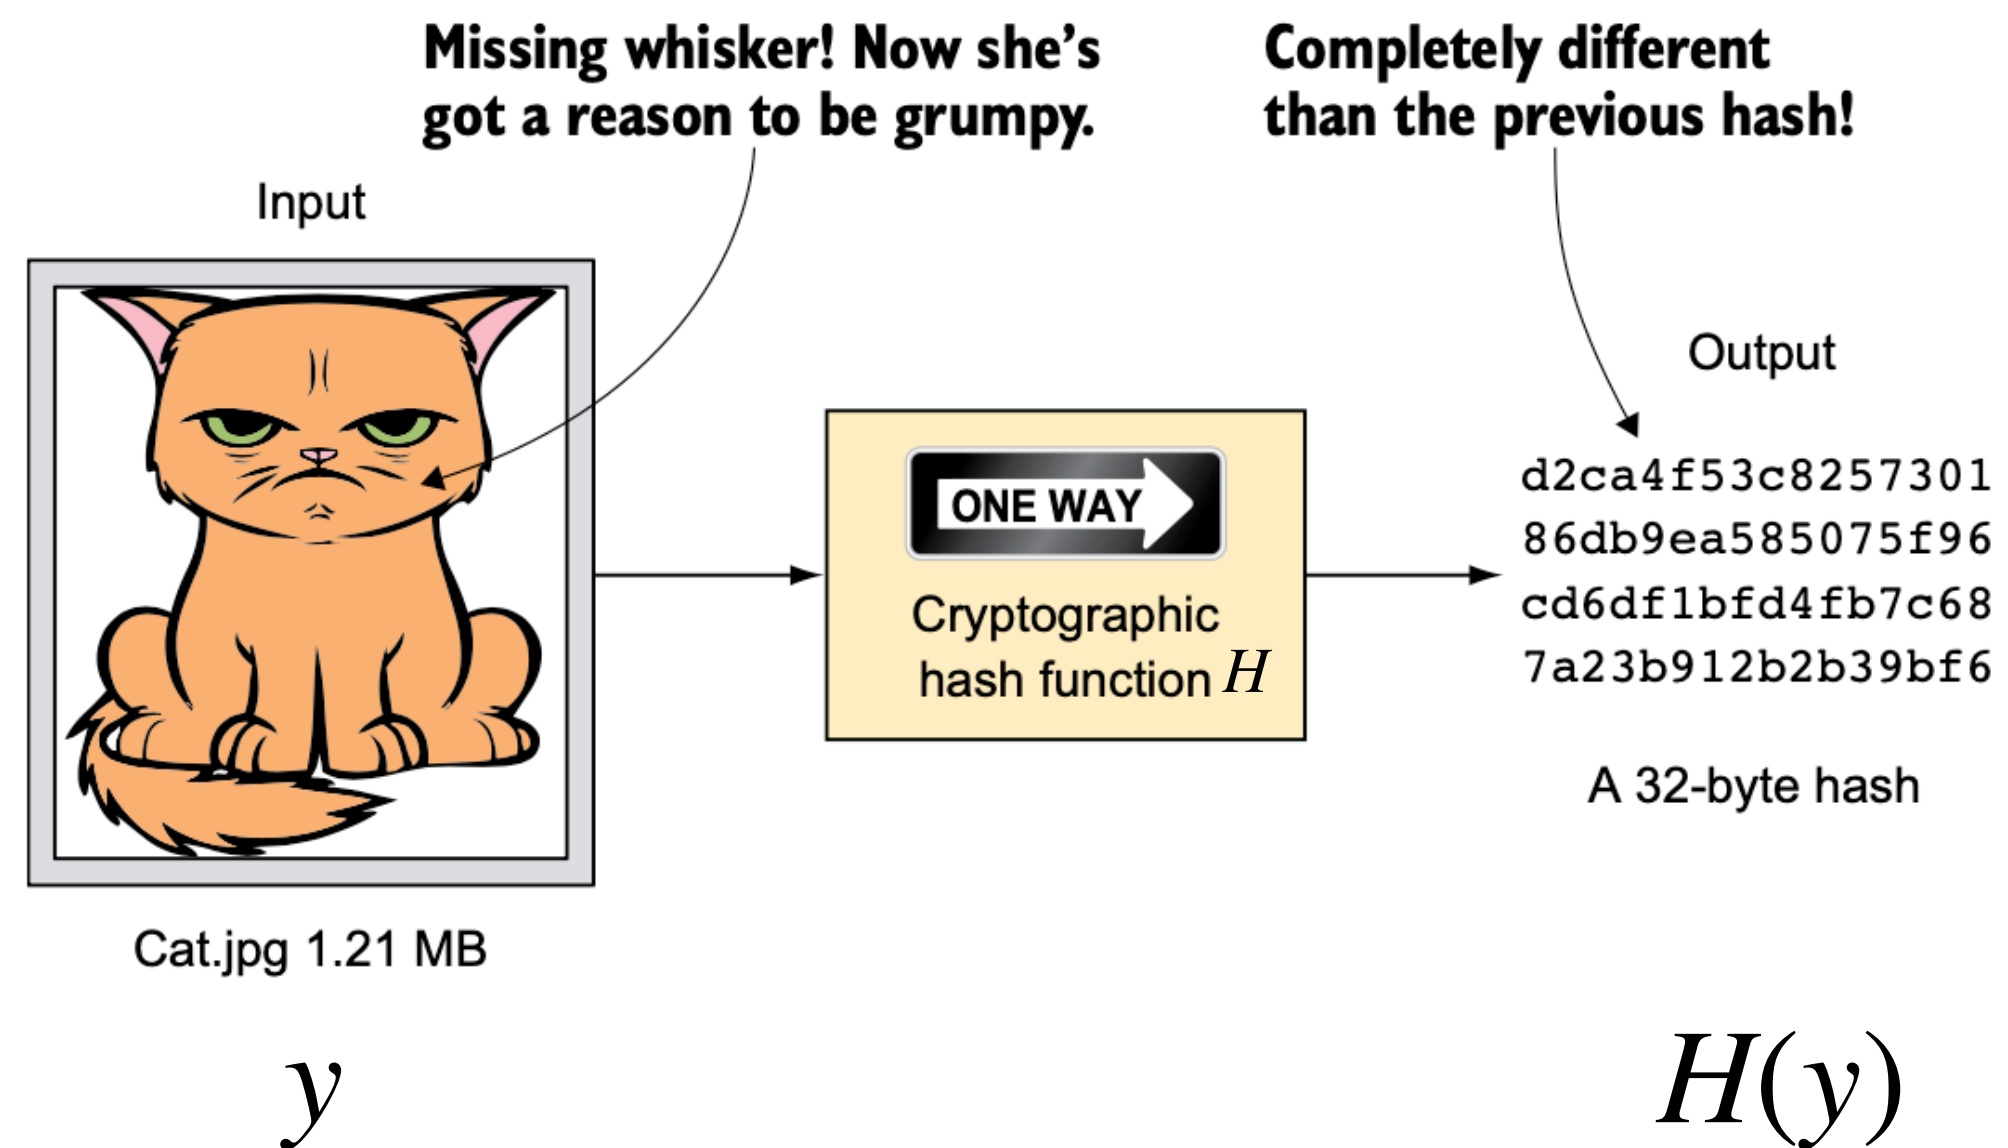 Missing whisker! Now she's
got a reason to be grumpy.
Completely different
than the previous hash!
Input
Output
ONE WAY
Cryptographic
hash function H
d2ca4f53c8257301
86db9ea585075f96
cd6df1bfd4fb7c68
7a23b912b2b39bf6
A 32-byte hash
Cat.jpg 1.21 MB
y
H(y)